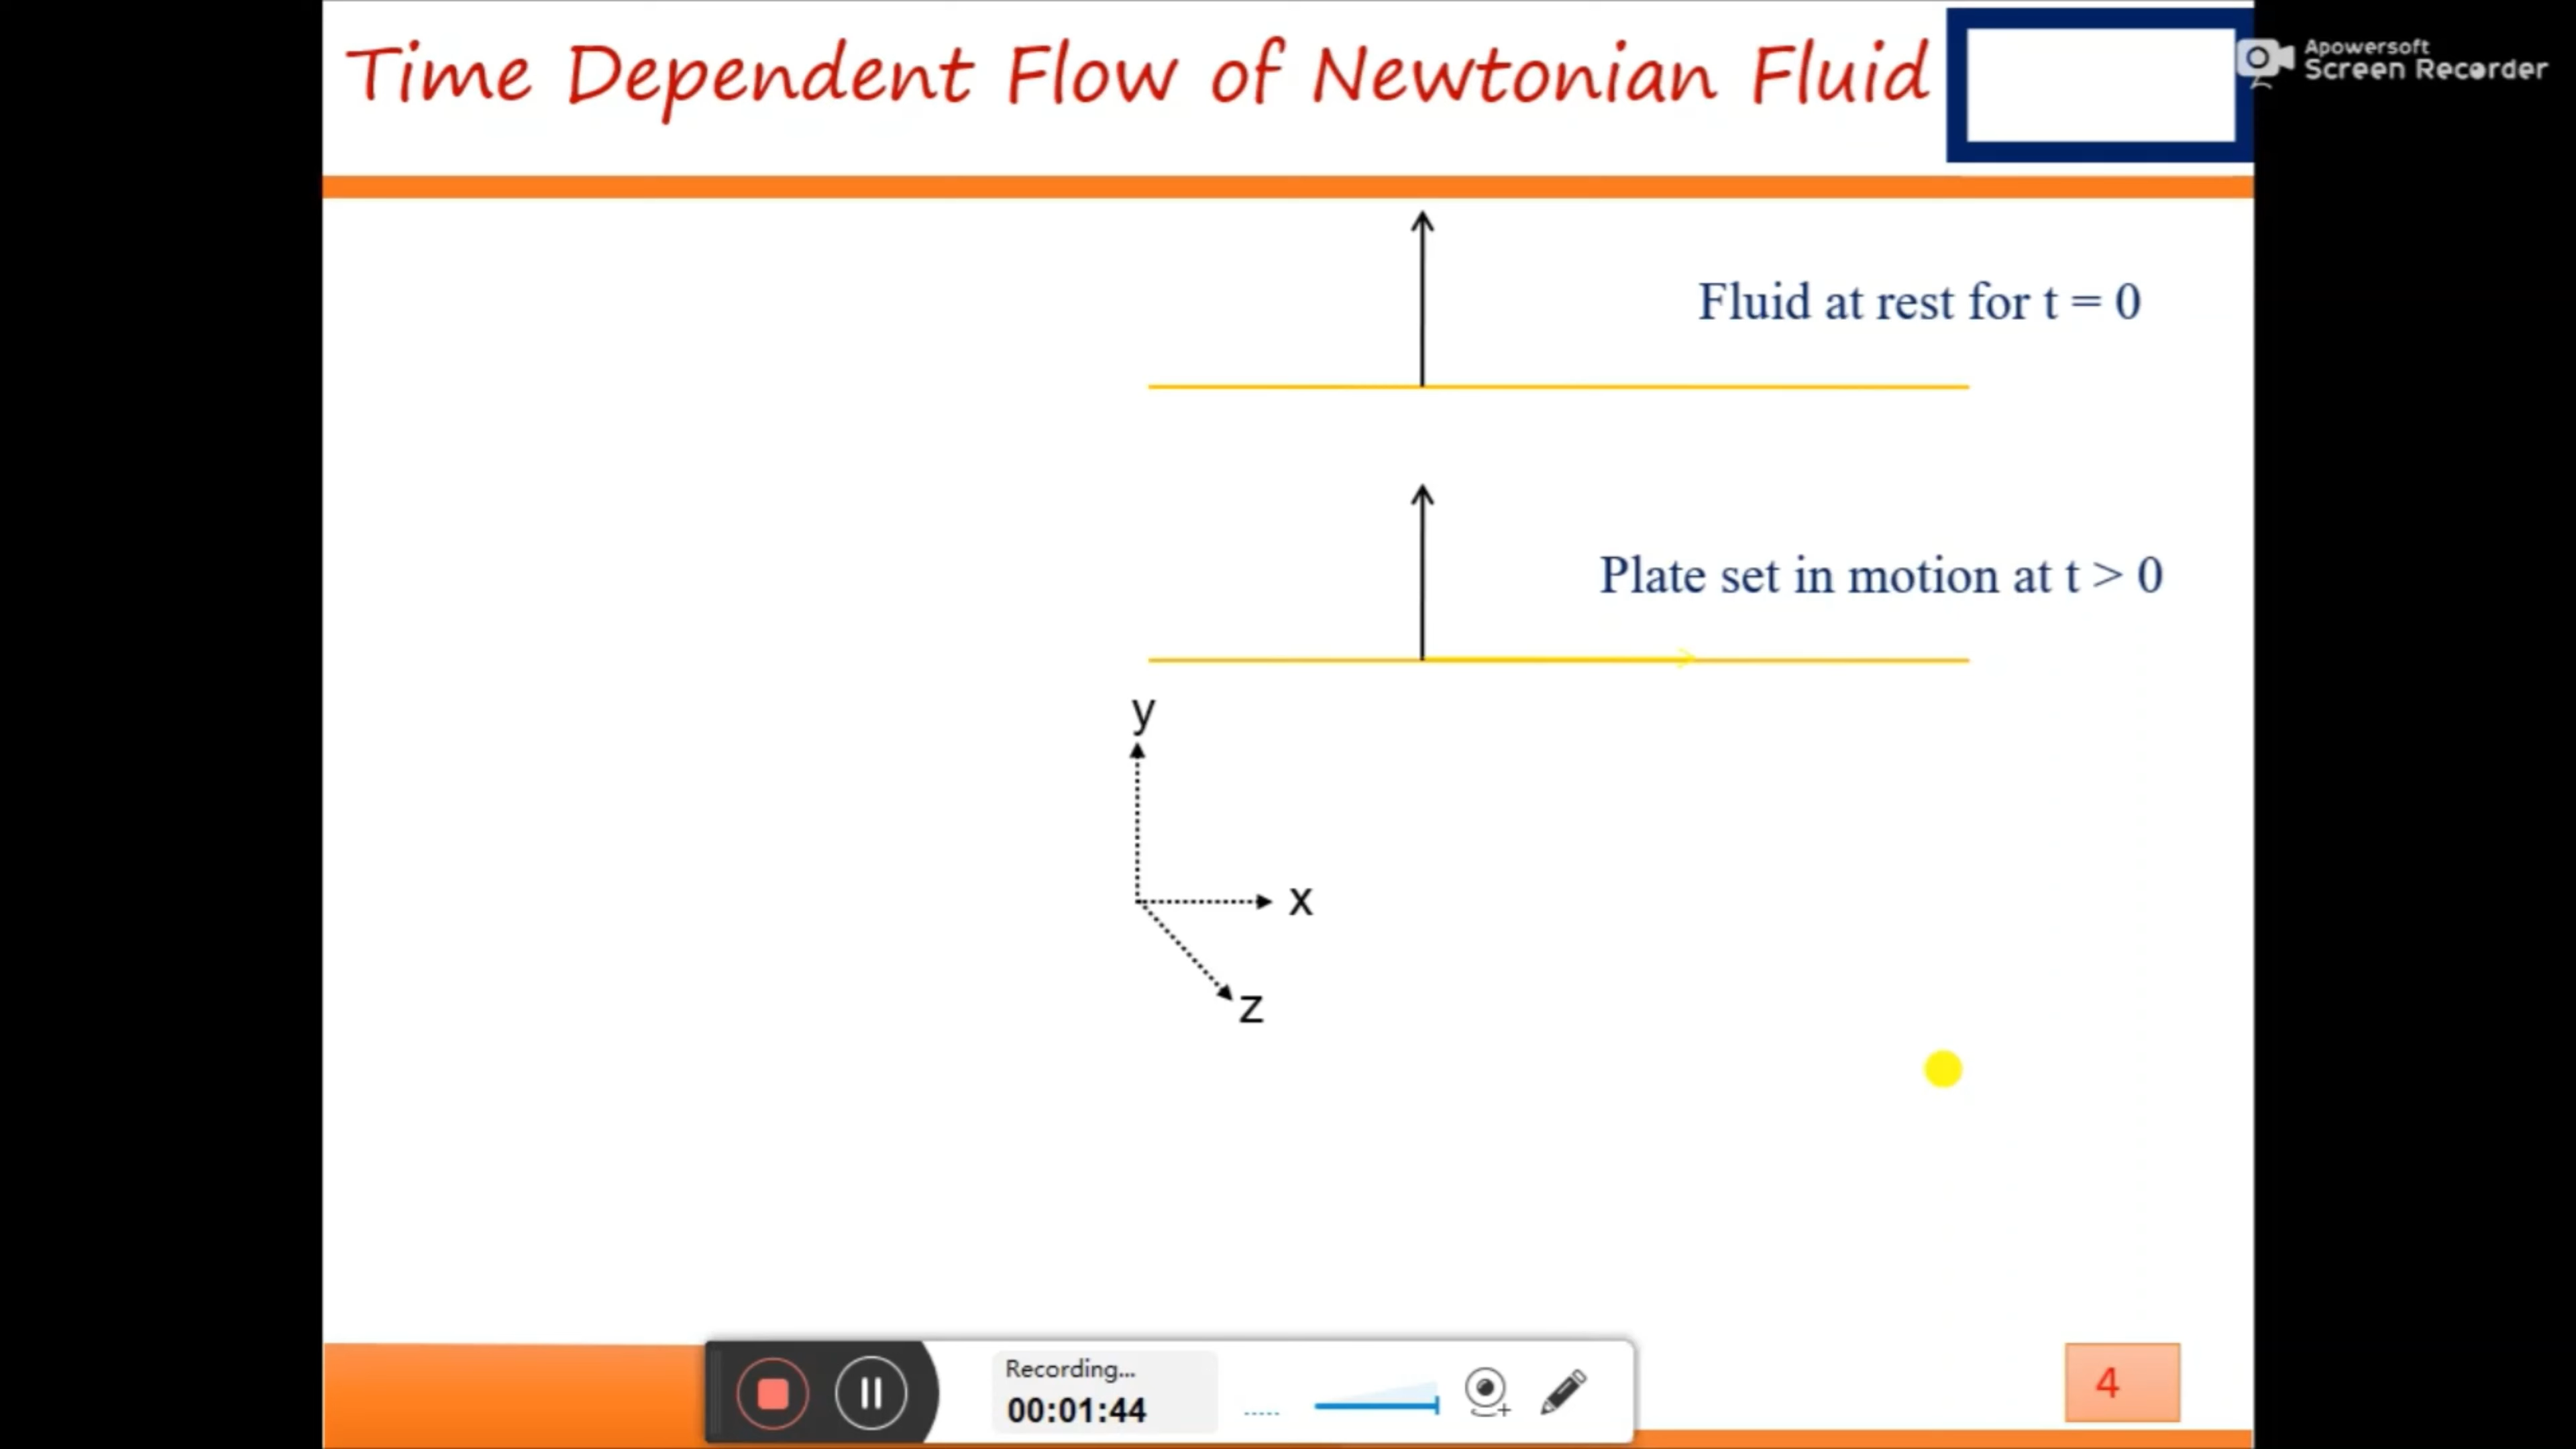 Time Dependent Flow of Newtonian Fluid
Apowersoft
Screen Recorder
Fluid at rest for t = 0
Plate set in motion at t > 0
y
x
z
Recording...
00:01:44
4